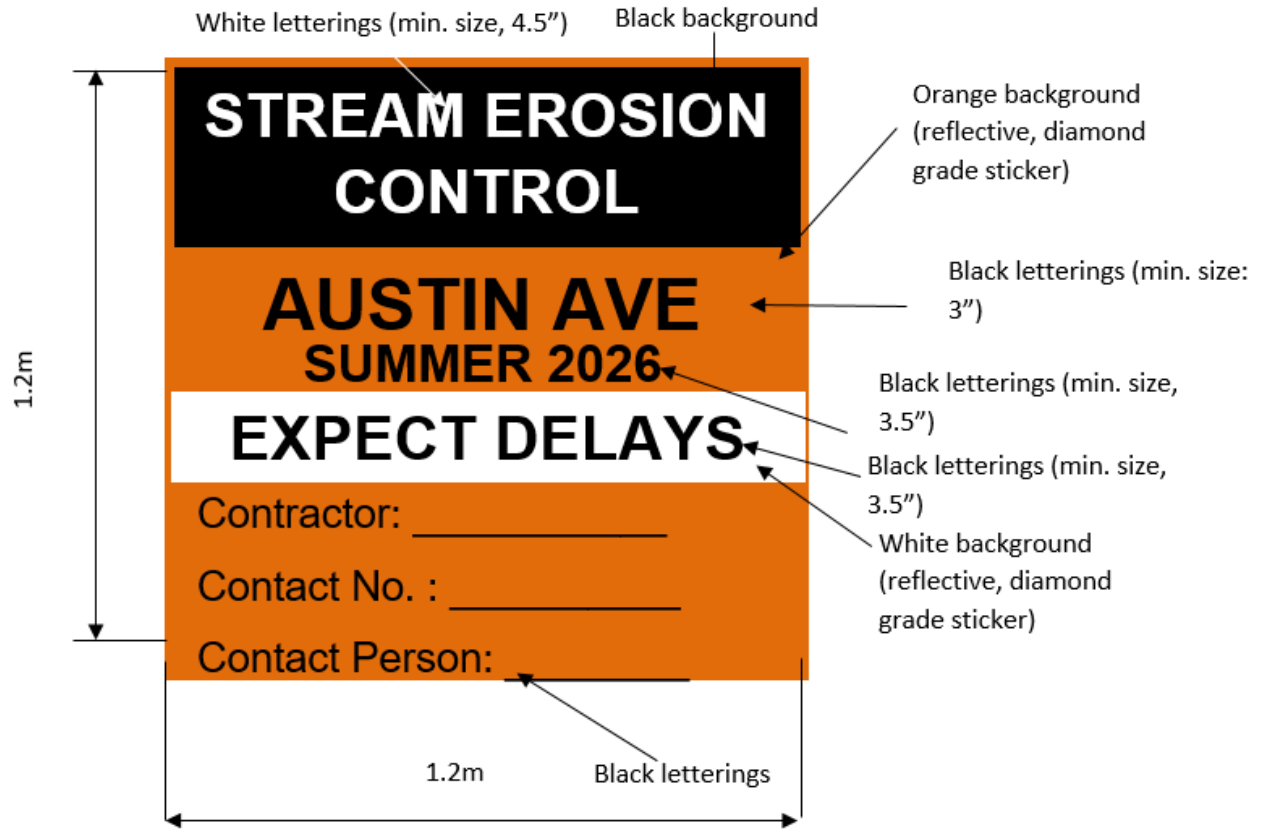 White letterings (min. size, 4.5”)
Black background
STREAM EROSION
CONTROL
Orange background
(reflective, diamond
grade sticker)
AUSTIN AVE
Black letterings (min. size:
3”)
SUMMER 2026
Black letterings (min. size,
3.5”)
1.2m
EXPECT DELAYS
Black letterings (min. size,
3.5”)
White background
(reflective, diamond
grade sticker)
Contractor: ___________
Contact No. : __________
Contact Person: ________
1.2m
Black letterings